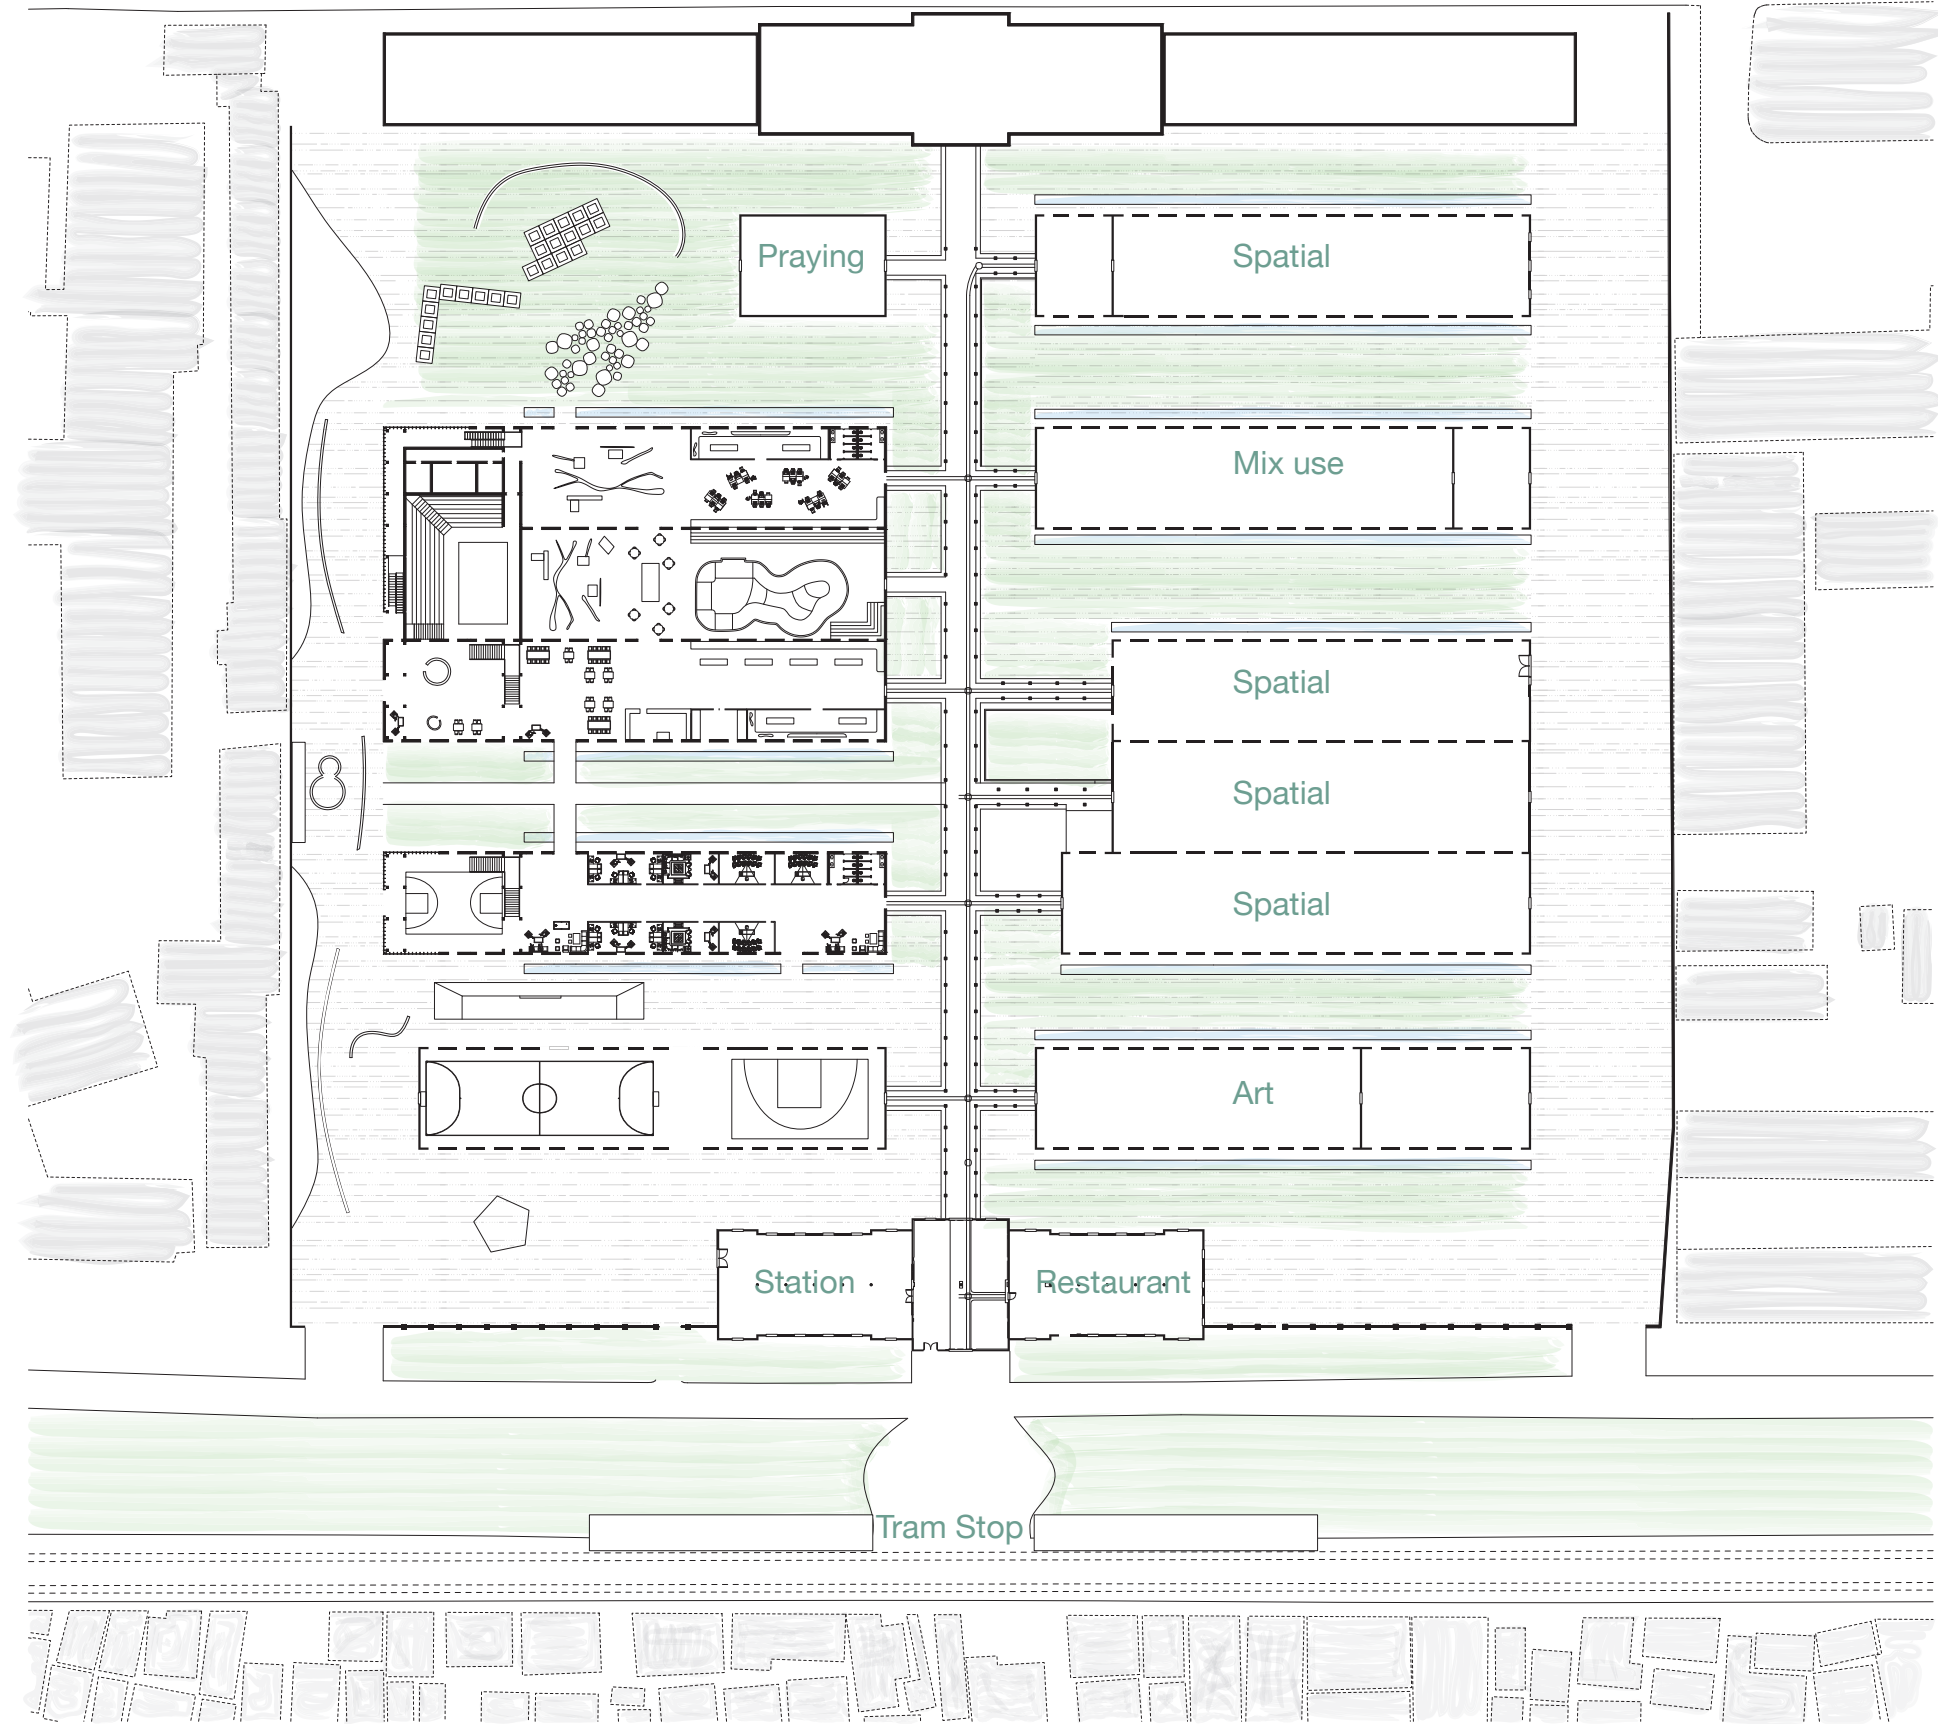 Praying
Spatial
Mix use
Spatial
Spatial
Spatial
Art
Station
Restaurant
Tram Stop